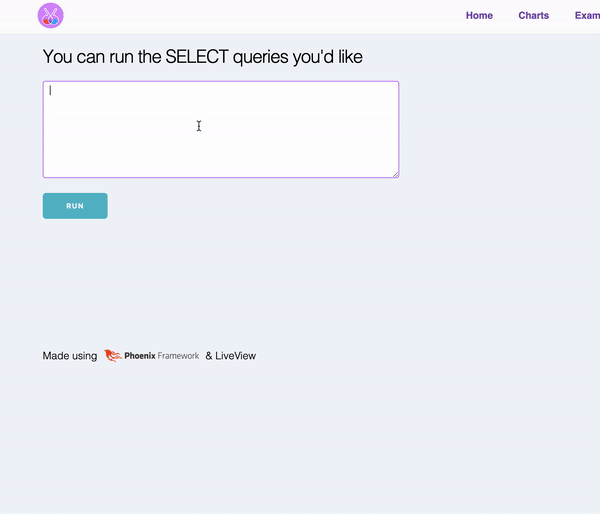 Home Charts Exam
You can run the SELECT queries you'd like
RUN
Made using Phoenix Framework & LiveView